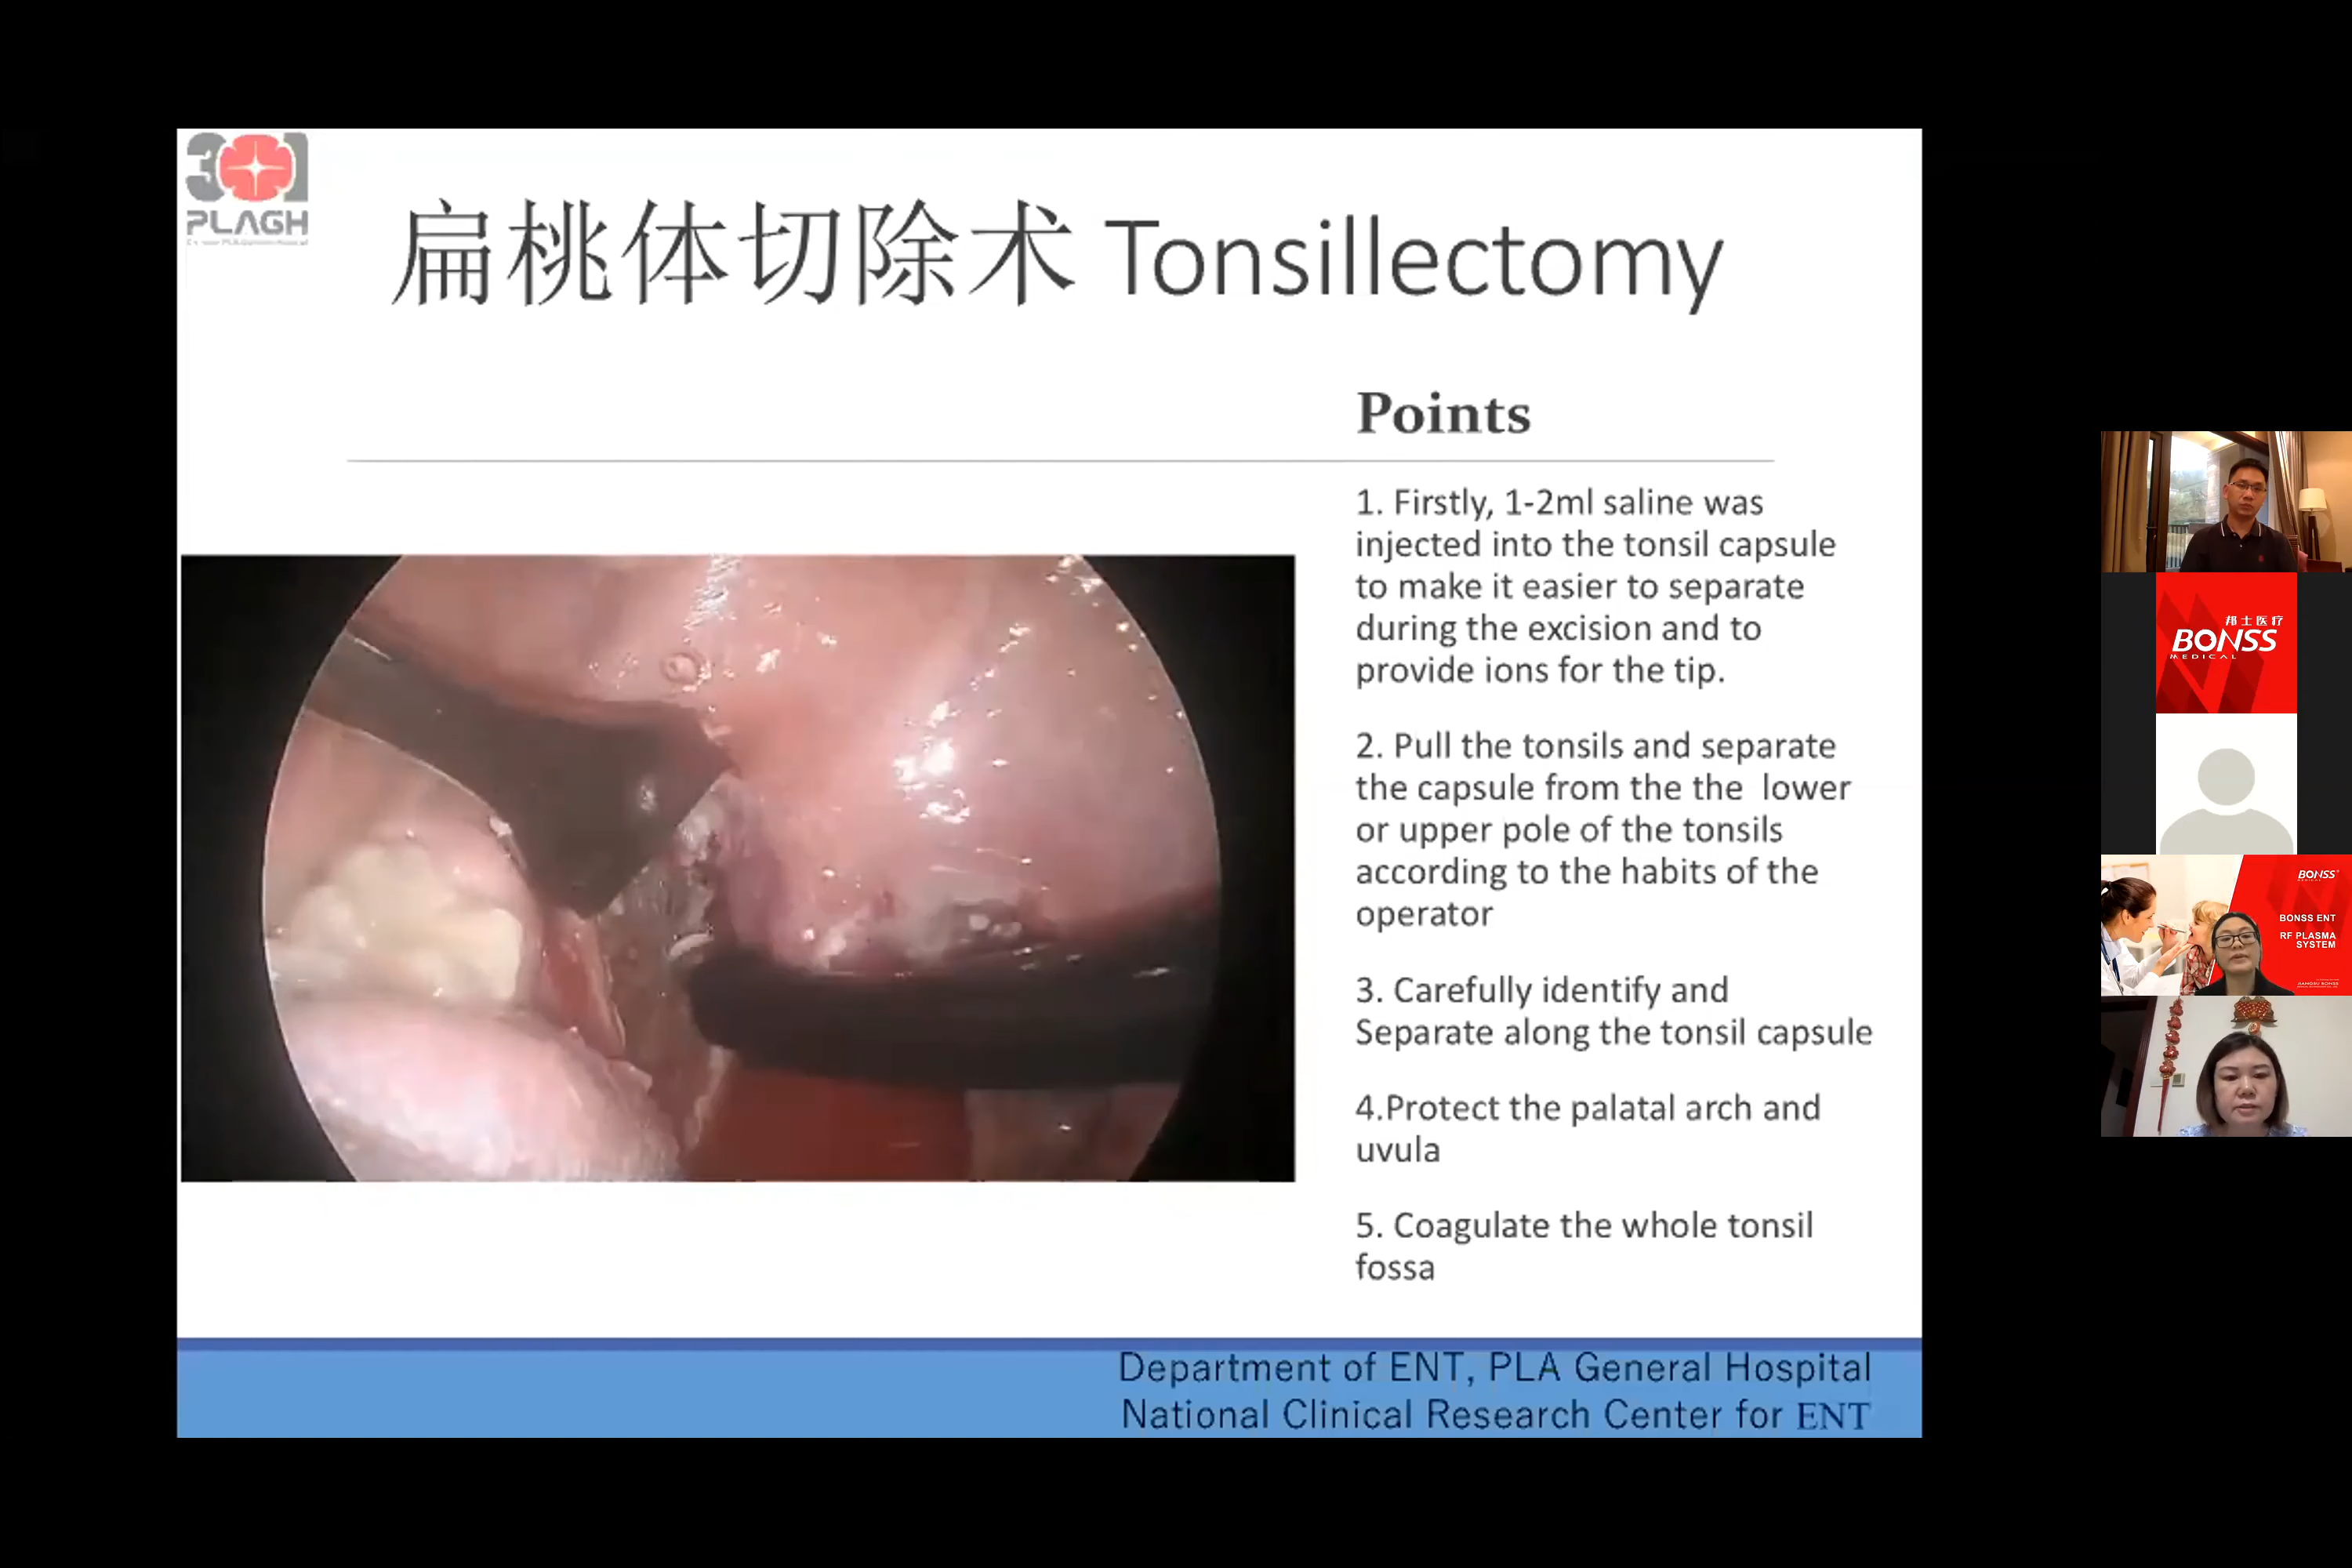 301
PLAGH
扁桃体切除术 Tonsillectomy
Points
1. Firstly, 1-2ml saline was
injected into the tonsil capsule
to make it easier to separate
during the excision and to
provide ions for the tip.
2. Pull the tonsils and separate
the capsule from the the lower
or upper pole of the tonsils
according to the habits of the
operator
3. Carefully identify and
Separate along the tonsil capsule
4.Protect the palatal arch and
uvula
5. Coagulate the whole tonsil
fossa
Department of ENT, PLA General Hospital
National Clinical Research Center for ENT
邦士医疗
BONSS
MEDICAL
BONSS
BONSS ENT
RF PLASMA
SYSTEM